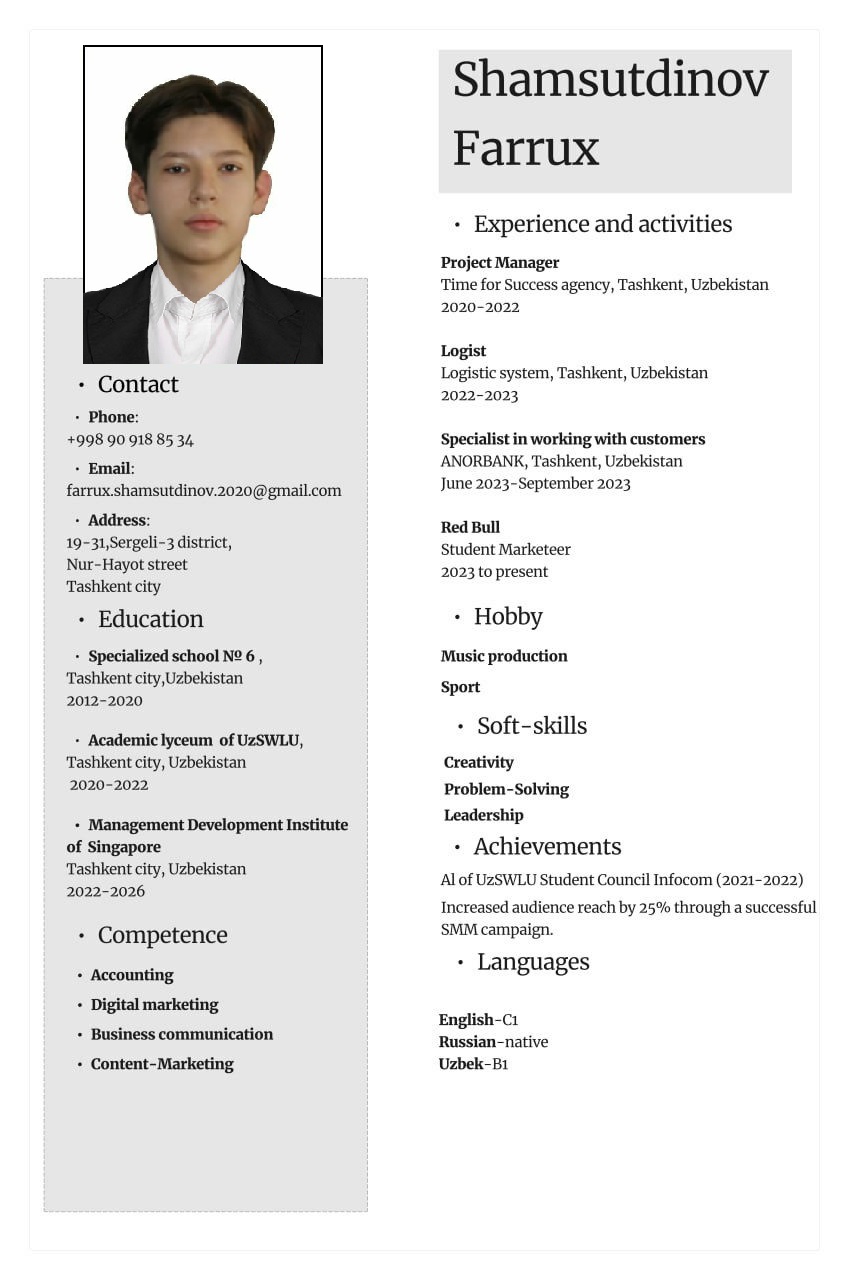 Shamsutdinov
Farrux
• Contact
• Phone:
+998 90 918 85 34
• Email:
farrux.shamsutdinov.2020@gmail.com
• Address:
19-31,Sergeli-3 district,
Nur-Hayot street
Tashkent city
• Education
• Specialized school № 6 ,
Tashkent city,Uzbekistan
2012-2020
• Academic lyceum of UzSWLU,
Tashkent city, Uzbekistan
2020-2022
• Management Development Institute
of Singapore
Tashkent city, Uzbekistan
2022-2026
• Competence
• Accounting
• Digital marketing
• Business communication
• Content-Marketing
• Experience and activities
Project Manager
Time for Success agency, Tashkent, Uzbekistan
2020-2022
Logist
Logistic system, Tashkent, Uzbekistan
2022-2023
Specialist in working with customers
ANORBANK, Tashkent, Uzbekistan
June 2023-September 2023
Red Bull
Student Marketeer
2023 to present
• Hobby
Music production
Sport
• Soft-skills
Creativity
Problem-Solving
Leadership
• Achievements
Al of UzSWLU Student Council Infocom (2021-2022)
Increased audience reach by 25% through a successful
SMM campaign.
• Languages
English-C1
Russian-native
Uzbek-B1